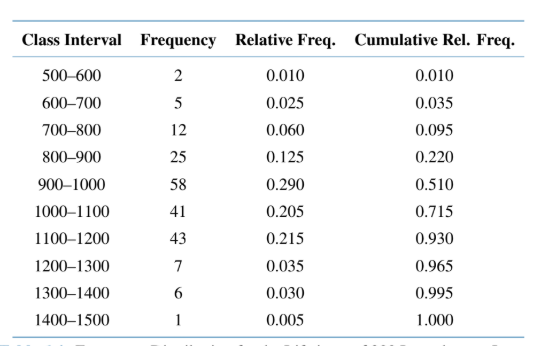 Class Interval Frequency Relative Freq. Cumulative Rel. Freq.
500–600 2 0.010 0.010
600–700 5 0.025 0.035
700–800 12 0.060 0.095
800–900 25 0.125 0.220
900–1000 58 0.290 0.510
1000–1100 41 0.205 0.715
1100–1200 43 0.215 0.930
1200–1300 7 0.035 0.965
1300–1400 6 0.030 0.995
1400–1500 1 0.005 1.000